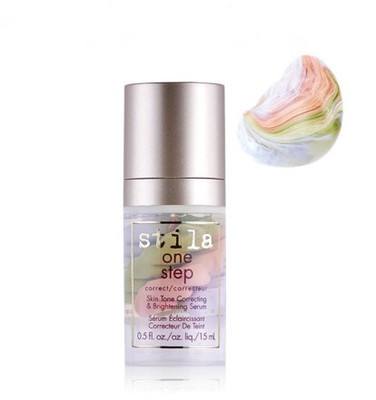 stila
one
step
correct/correcteur
Skin Tone Correcting
& Brightening Serum
Sérum Éclaircissant
Correcteur De Teint
0.5 fl. oz./oz. liq./15 ml